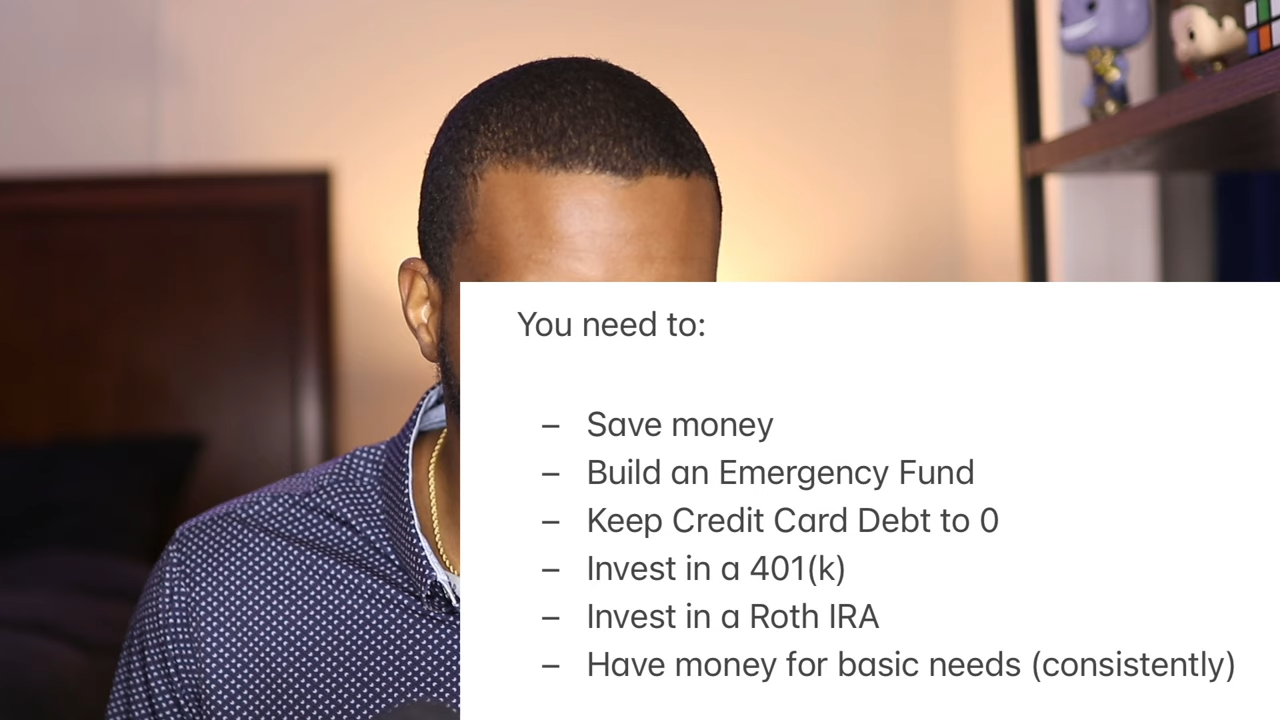 You need to:
– Save money
– Build an Emergency Fund
– Keep Credit Card Debt to 0
– Invest in a 401(k)
– Invest in a Roth IRA
– Have money for basic needs (consistently)